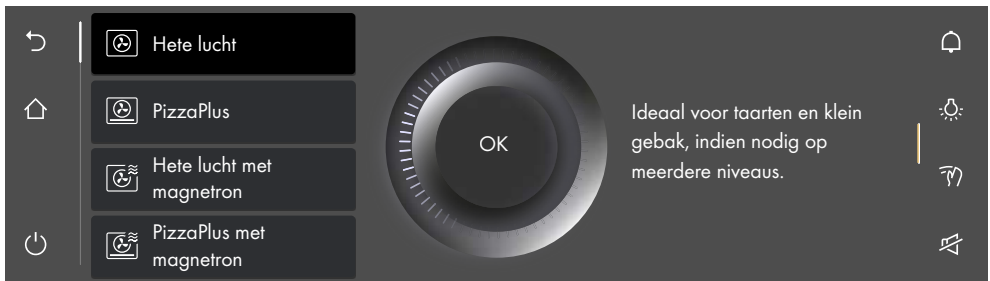 Hete lucht
PizzaPlus
Hete lucht met
magnetron
PizzaPlus met
magnetron
OK
Ideaal voor taarten en klein
gebak, indien nodig op
meerdere niveaus.